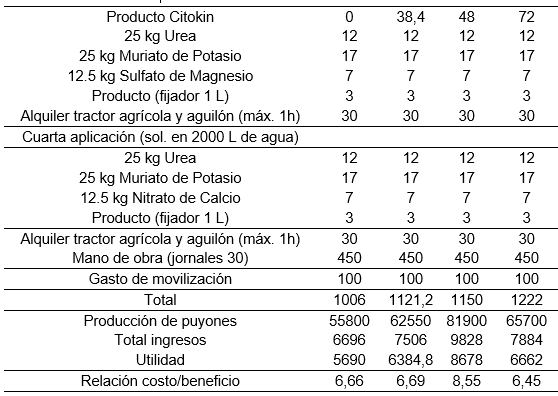 Producto Citokin 0 38,4 48 72
25 kg Urea 12 12 12 12
25 kg Muriato de Potasio 17 17 17 17
12.5 kg Sulfato de Magnesio 7 7 7 7
Producto (fijador 1 L) 3 3 3 3
Alquiler tractor agrícola y aguilón (máx. 1h) 30 30 30 30
Cuarta aplicación (sol. en 2000 L de agua)
25 kg Urea 12 12 12 12
25 kg Muriato de Potasio 17 17 17 17
12.5 kg Nitrato de Calcio 7 7 7 7
Producto (fijador 1 L) 3 3 3 3
Alquiler tractor agrícola y aguilón (máx. 1h) 30 30 30 30
Mano de obra (jornales 30) 450 450 450 450
Gasto de movilización 100 100 100 100
Total 1006 1121,2 1150 1222
Producción de puyones 55800 62550 81900 65700
Total ingresos 6696 7506 9828 7884
Utilidad 5690 6384,8 8678 6662
Relación costo/beneficio 6,66 6,69 8,55 6,45